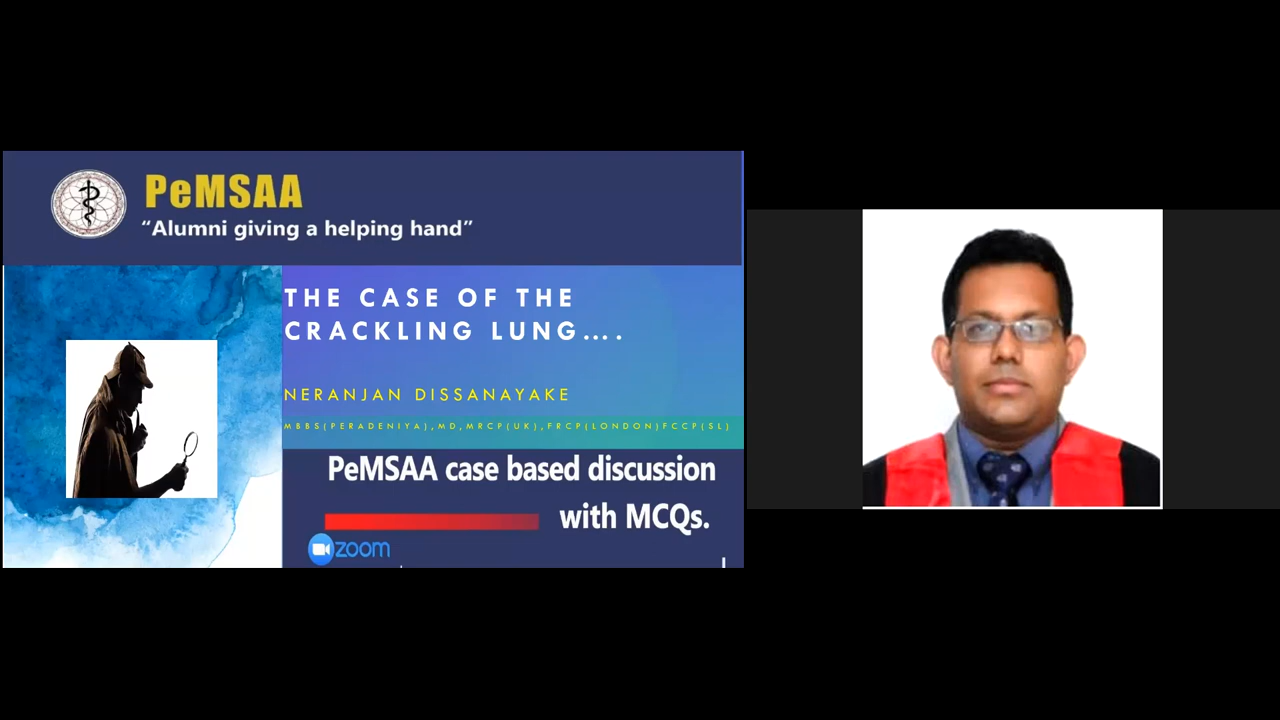 PeMSAA
“Alumni giving a helping hand”
THE CASE OF THE
CRACKLING LUNG....
NERANJAN DISSANAYAKE
MBBS(PERADENIYA),MD,MRCP(UK),FRCP(LONDON)FCCP(SL)
PeMSAA case based discussion
with MCQs.
zoom